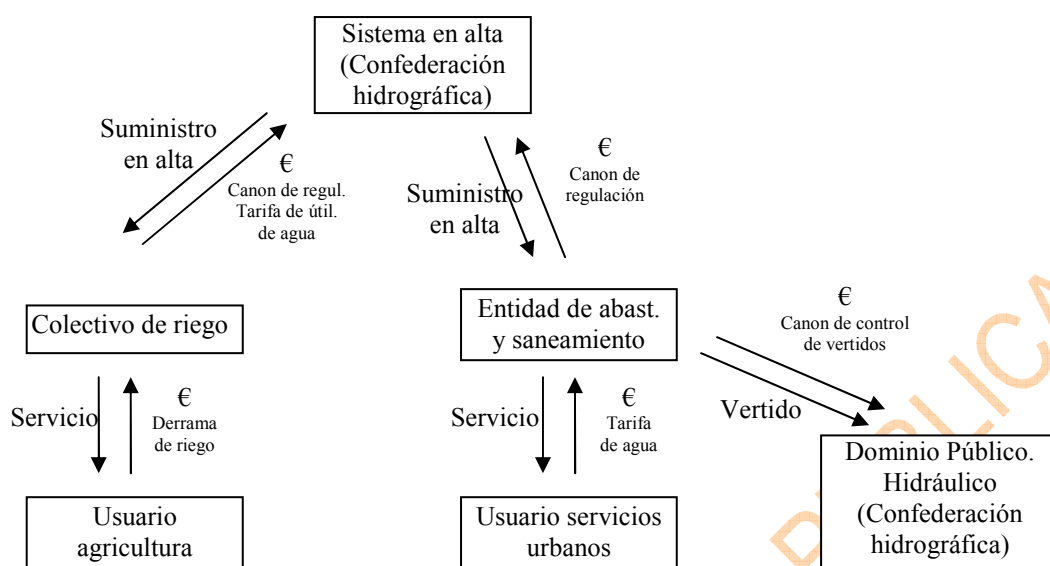 Sistema en alta
(Confederación
hidrográfica)
Suministro
en alta
€
Canon de regul.
Tarifa de útil.
de agua
Suministro
en alta
€
Canon de
regulación
Colectivo de riego
Entidad de abast.
y saneamiento
€
Canon de control
de vertidos
Vertido
Servicio
€
Derrama
de riego
Servicio
€
Tarifa
de agua
Usuario
agricultura
Usuario servicios
urbanos
Dominio Público.
Hidráulico
(Confederación
hidrográfica)